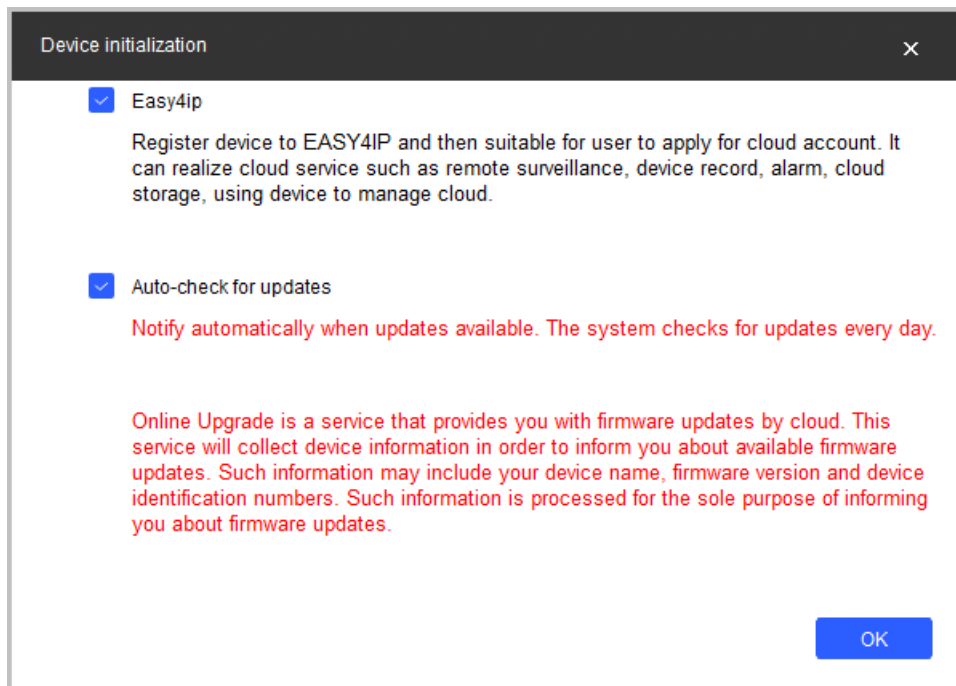 Device initialization
Easy4ip
Register device to EASY4IP and then suitable for user to apply for cloud account. It
can realize cloud service such as remote surveillance, device record, alarm, cloud
storage, using device to manage cloud.
Auto-check for updates
Notify automatically when updates available. The system checks for updates every day.
Online Upgrade is a service that provides you with firmware updates by cloud. This
service will collect device information in order to inform you about available firmware
updates. Such information may include your device name, firmware version and device
identification numbers. Such information is processed for the sole purpose of informing
you about firmware updates.
OK